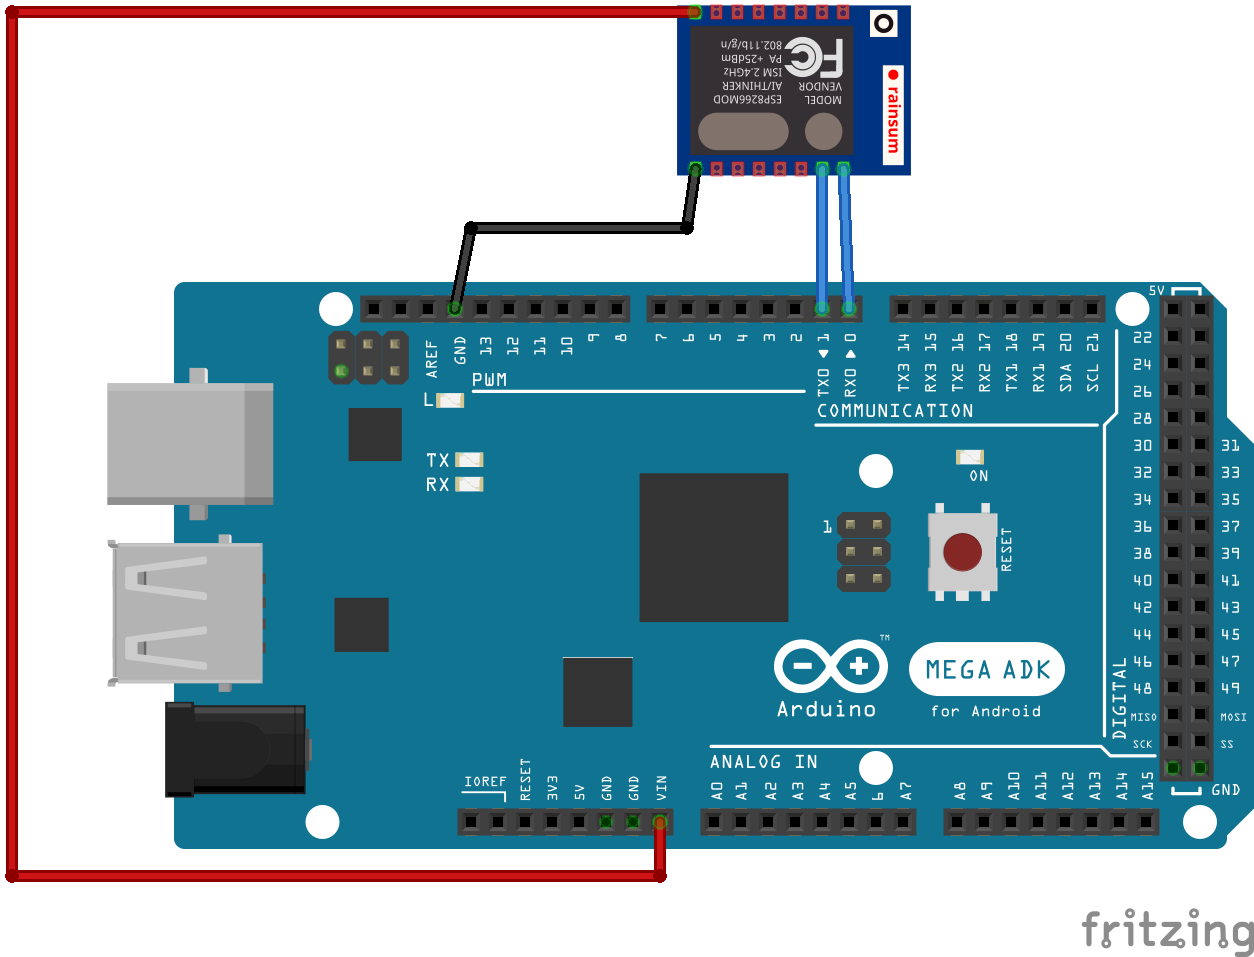 MODEL
VENDOR
FC
ESP8266MOD
AI/THINKER
ISM 2.4GHz
PA +25dBm
802.11b/g/n
rainsum
AREF
GND
13
12
11
10
9
8
7
6
5
4
3
2
TX0 ▶ 1
RX0 ◀ 0
TX3 14
RX3 15
TX2 16
RX2 17
TX1 18
RX1 19
SDA 20
SCL 21
PWM
COMMUNICATION
L
TX
RX
ON
1
RESET
5V
22
24
26
28
30 31
32 33
34 35
36 37
38 39
40 41
42 43
44 45
46 47
48 49
MISO MOSI
SCK SS
GND
DIGITAL
TM
Arduino
MEGA ADK
for Android
ANALOG IN
IOREF
RESET
3V3
5V
GND
GND
VIN
A0
A1
A2
A3
A4
A5
6
A7
A8
A9
A10
A11
A12
A13
A14
A15
fritzing